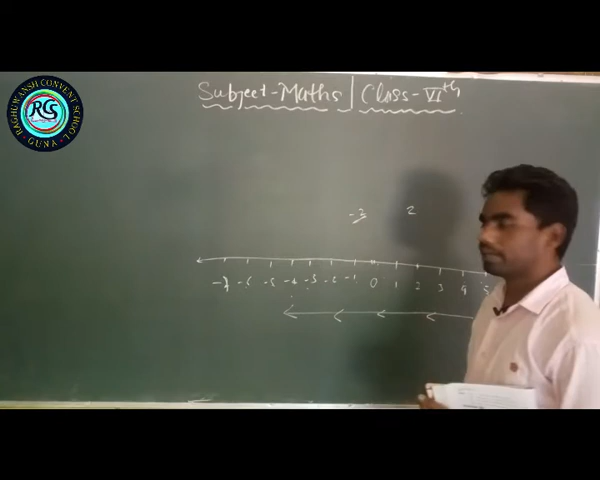 RAGHUWANSH CONVENT SCHOOL
RCS
GUNA
Subject-Maths | Class-VIth
-3 2
-7 -6 -5 -4 -3 -2 -1 0 1 2 3 4 5